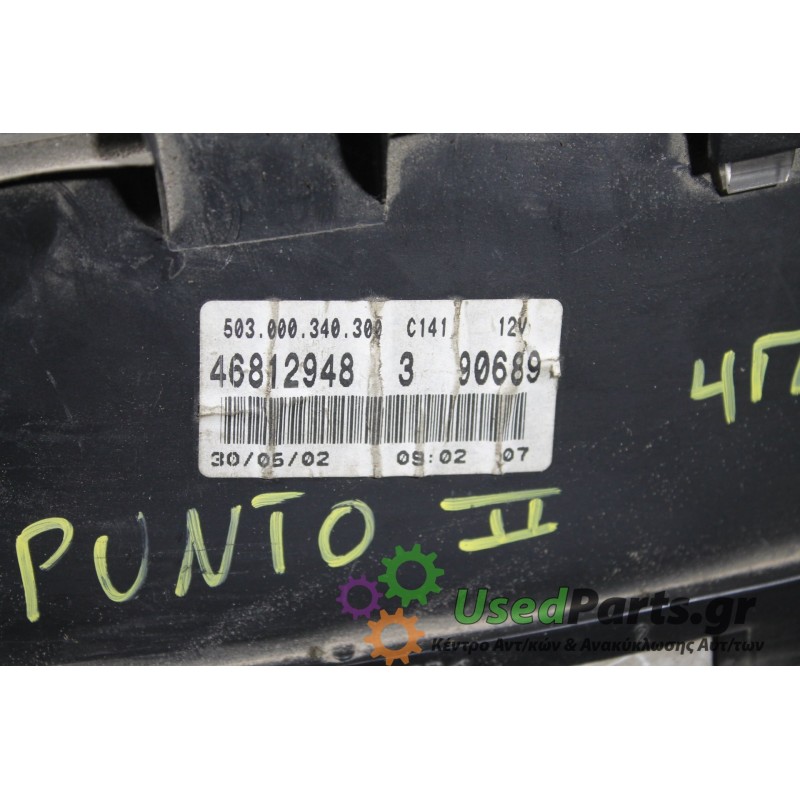 503.000.340.300 C141 12V
46812948 3 90689
30/05/02 09:02 07
PUNTO II
UsedParts.gr
Κέντρο Αντ/κών & Ανακύκλωσης Αυτ/των